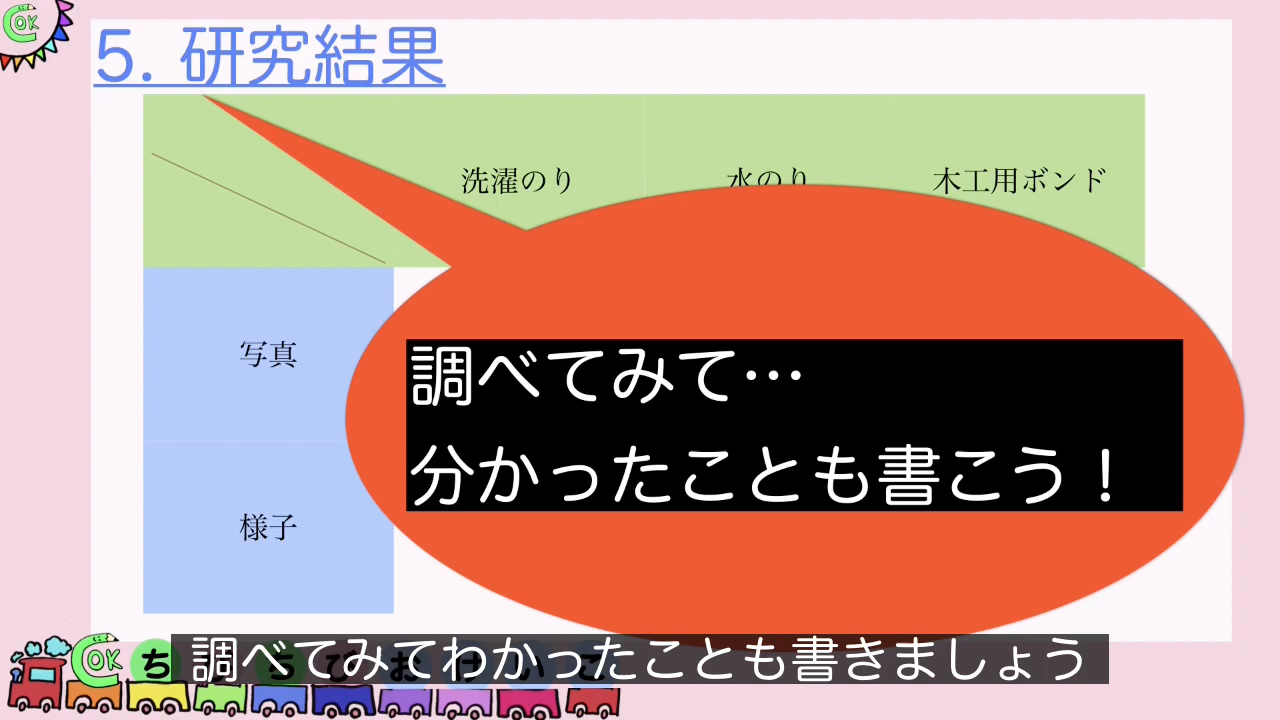 COK
5. 研究結果
洗濯のり
水のり
木工用ボンド
写真
様子
調べてみて…
分かったことも書こう！
調べてみてわかったことも書きましょう
COK